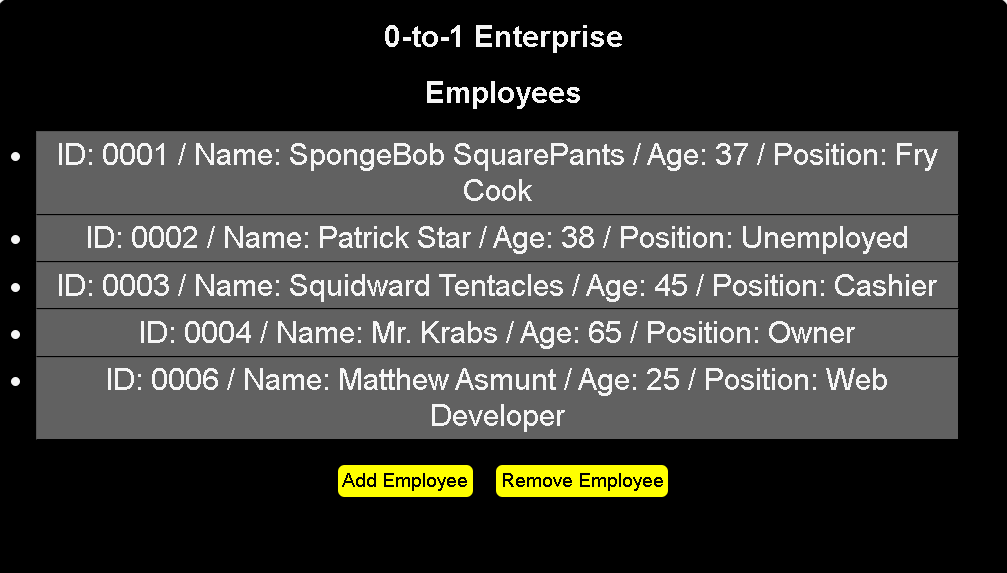 0-to-1 Enterprise
Employees
ID: 0001 / Name: SpongeBob SquarePants / Age: 37 / Position: Fry
Cook
ID: 0002 / Name: Patrick Star / Age: 38 / Position: Unemployed
ID: 0003 / Name: Squidward Tentacles / Age: 45 / Position: Cashier
ID: 0004 / Name: Mr. Krabs / Age: 65 / Position: Owner
ID: 0006 / Name: Matthew Asmunt / Age: 25 / Position: Web
Developer
Add Employee Remove Employee